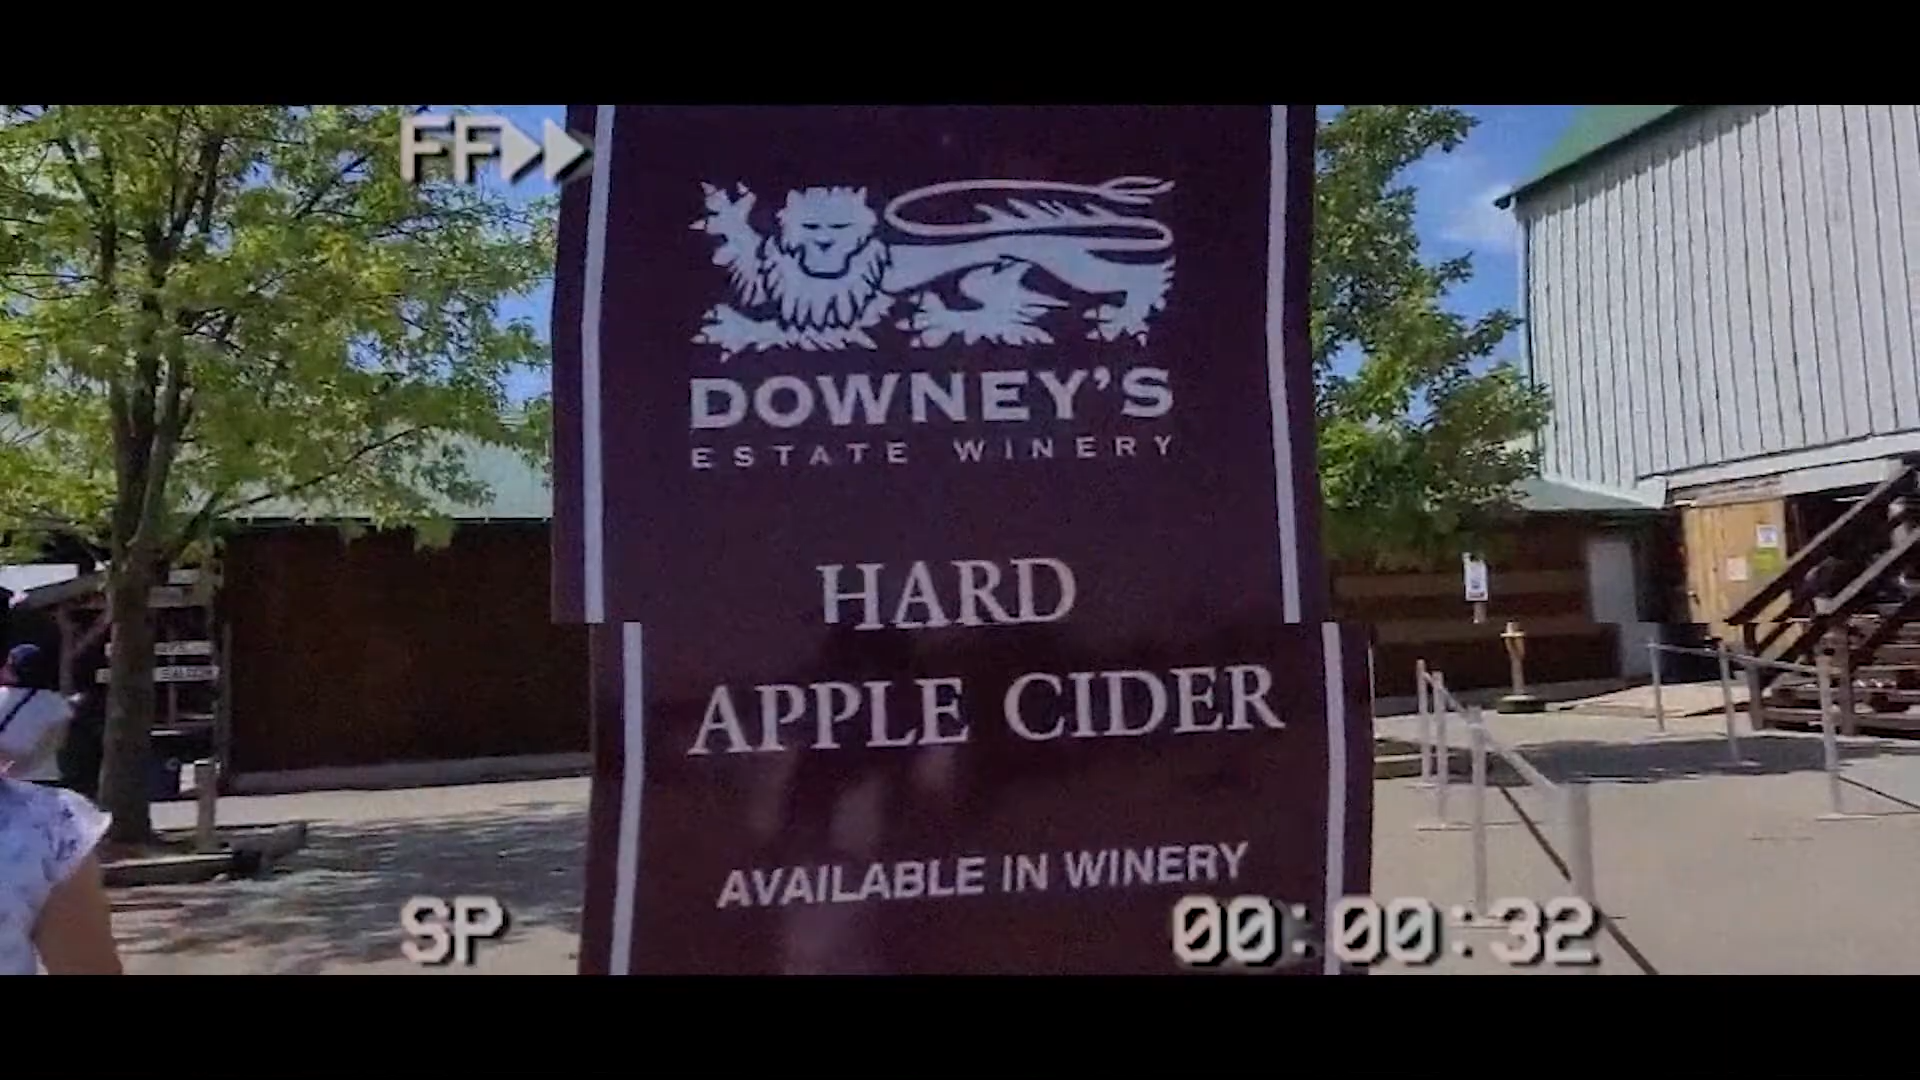 FF
DOWNEY'S
ESTATE WINERY
HARD
APPLE CIDER
AVAILABLE IN WINERY
SP
00:00:32